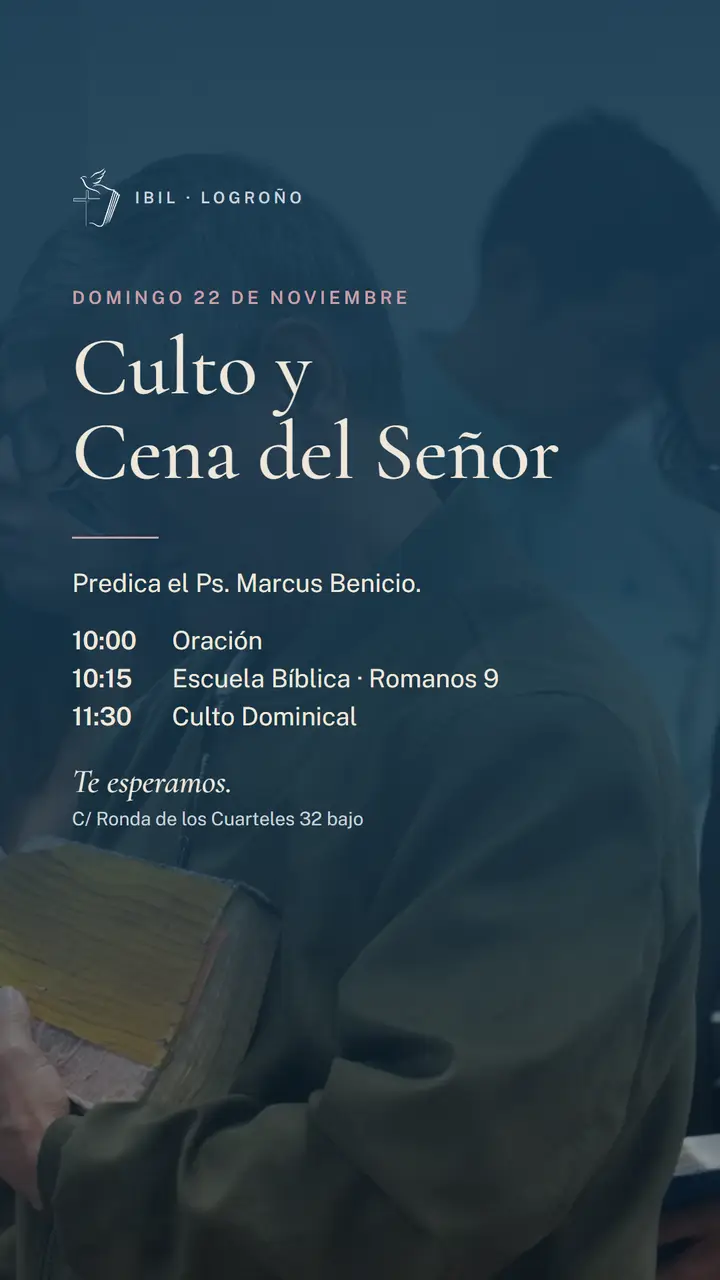 IBIL · LOGROÑO
DOMINGO 22 DE NOVIEMBRE
Culto y
Cena del Señor
Predica el Ps. Marcus Benicio.
10:00 Oración
10:15 Escuela Bíblica · Romanos 9
11:30 Culto Dominical
Te esperamos.
C/ Ronda de los Cuarteles 32 bajo